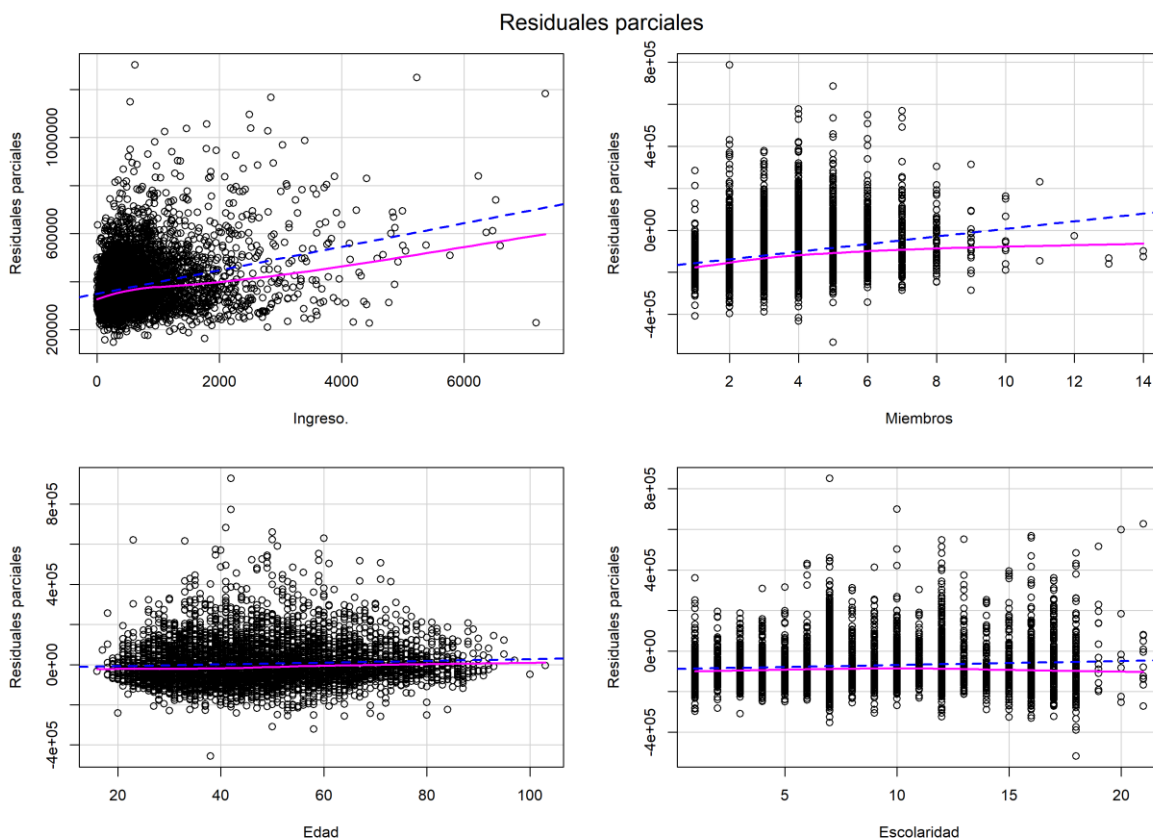 Residuales parciales
Residuales parciales
200000 600000 1000000
0 2000 4000 6000
Ingreso.
Residuales parciales
-4e+05 0e+00 4e+05 8e+05
2 4 6 8 10 12 14
Miembros
Residuales parciales
-4e+05 0e+00 4e+05 8e+05
20 40 60 80 100
Edad
Residuales parciales
-4e+05 0e+00 4e+05 8e+05
5 10 15 20
Escolaridad